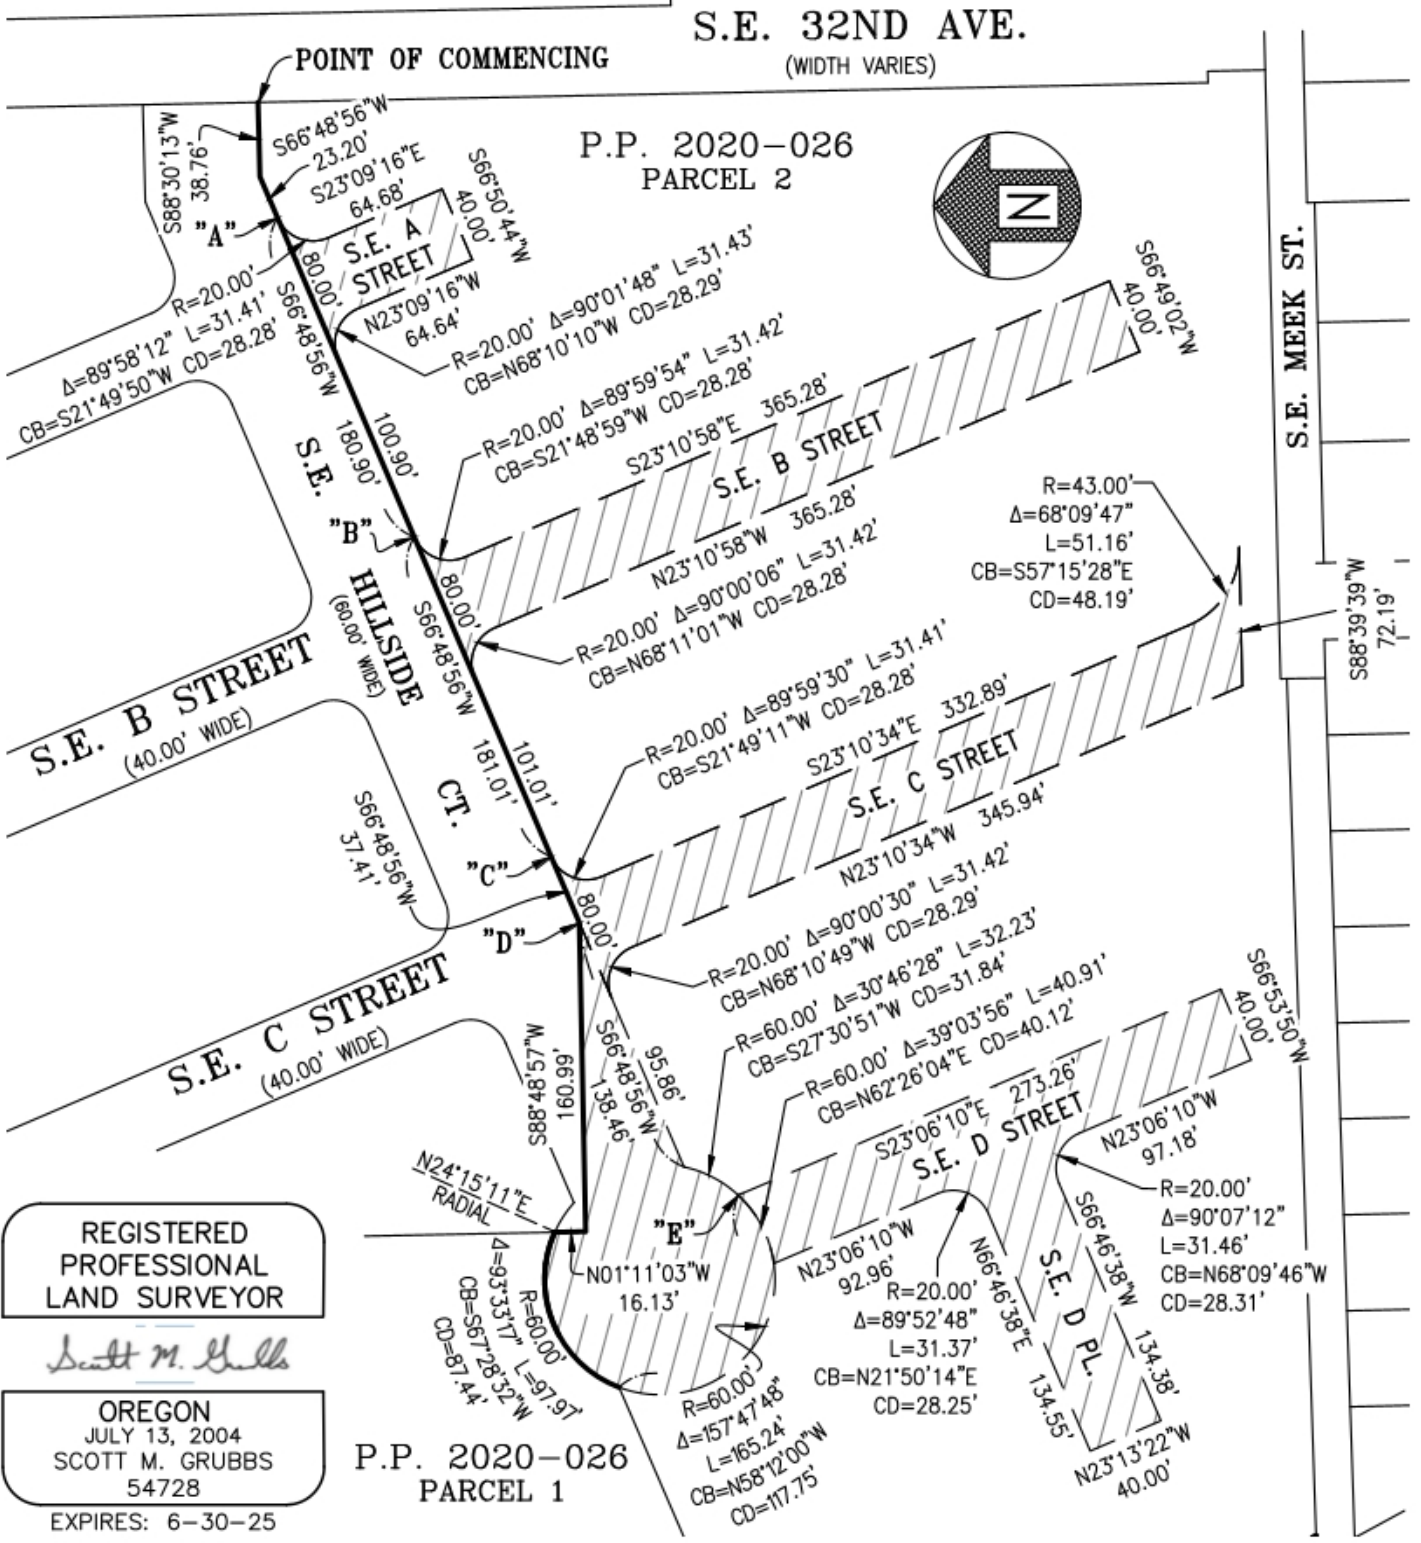 S.E. 32ND AVE.
(WIDTH VARIES)
POINT OF COMMENCING
S88°30'13"W
38.76'
S66°48'56"W
23.20'
S23°09'16"E
64.68'
S66°50'44"W
40.00'
P.P. 2020-026
PARCEL 2
N
"A"
S.E. A
STREET
80.00'
N23°09'16"W
64.64'
R=20.00'
Δ=89°58'12" L=31.41'
CB=S21°49'50"W CD=28.28'
S66°48'56"W
180.90'
100.90'
R=20.00' Δ=90°01'48" L=31.43'
CB=N68°10'10"W CD=28.29'
R=20.00' Δ=89°59'54" L=31.42'
CB=S21°48'59"W CD=28.28'
S66°49'02"W
40.00'
S.E. MEEK ST.
S23°10'58"E 365.28'
S.E. B STREET
N23°10'58"W 365.28'
"B"
80.00'
S.E. HILLSIDE CT.
(60.00' WIDE)
R=20.00' Δ=90°00'06" L=31.42'
CB=N68°11'01"W CD=28.28'
R=43.00'
Δ=68°09'47"
L=51.16'
CB=S57°15'28"E
CD=48.19'
S88°39'39"W
72.19'
S.E. B STREET
(40.00' WIDE)
S66°48'56"W
181.01'
101.01'
R=20.00' Δ=89°59'30" L=31.41'
CB=S21°49'11"W CD=28.28'
S23°10'34"E 332.89'
S.E. C STREET
N23°10'34"W 345.94'
S66°48'56"W
37.41'
"C"
80.00'
"D"
R=20.00' Δ=90°00'30" L=31.42'
CB=N68°10'49"W CD=28.29'
R=60.00' Δ=30°46'28" L=32.23'
CB=S27°30'51"W CD=31.84'
R=60.00' Δ=39°03'56" L=40.91'
CB=N62°26'04"E CD=40.12'
S66°53'50"W
40.00'
S.E. C STREET
(40.00' WIDE)
S88°48'57"W
160.99'
S66°48'56"W
138.46'
95.86'
S23°06'10"E 273.26'
S.E. D STREET
N23°06'10"W
97.18'
N24°15'11"E
RADIAL
"E"
N23°06'10"W
92.96'
R=20.00'
Δ=90°07'12"
L=31.46'
CB=N68°09'46"W
CD=28.31'
S66°46'38"W
134.38'
S.E. D PL.
N66°46'38"E
134.55'
R=20.00'
Δ=89°52'48"
L=31.37'
CB=N21°50'14"E
CD=28.25'
N23°13'22"W
40.00'
N01°11'03"W
16.13'
R=60.00'
Δ=93°33'17" L=97.97'
CB=S67°28'32"W
CD=87.44'
R=60.00'
Δ=157°47'48"
L=165.24'
CB=N58°12'00"W
CD=117.75'
P.P. 2020-026
PARCEL 1
REGISTERED
PROFESSIONAL
LAND SURVEYOR
Scott M. Grubbs
OREGON
JULY 13, 2004
SCOTT M. GRUBBS
54728
EXPIRES: 6-30-25